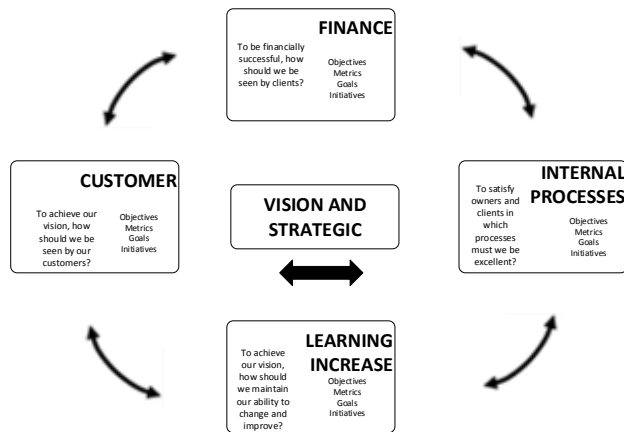 FINANCE
To be financially
successful, how
should we be
seen by clients?
Objectives
Metrics
Goals
Initiatives
CUSTOMER
To achieve our
vision, how
should we be
seen by our
customers?
Objectives
Metrics
Goals
Initiatives
VISION AND
STRATEGIC
INTERNAL
PROCESSES
To satisfy
owners and
clients in
which
processes
must we be
excellent?
Objectives
Metrics
Goals
Initiatives
LEARNING
INCREASE
To achieve
our vision,
how should
we maintain
our ability to
change and
improve?
Objectives
Metrics
Goals
Initiatives